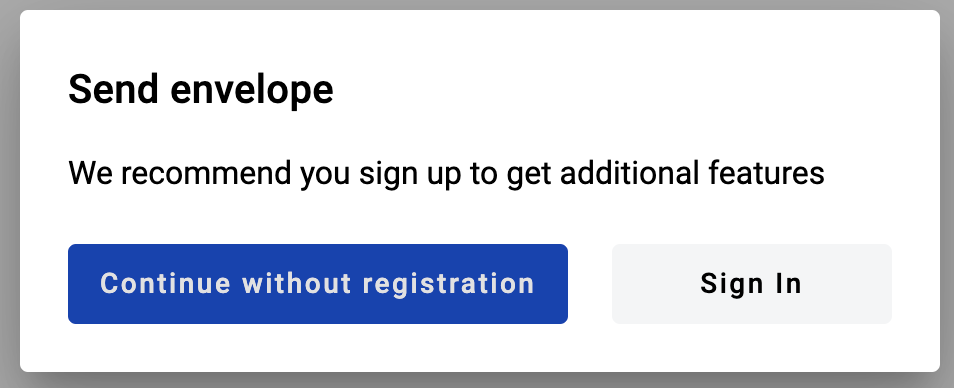 Send envelope
We recommend you sign up to get additional features
Continue without registration
Sign In